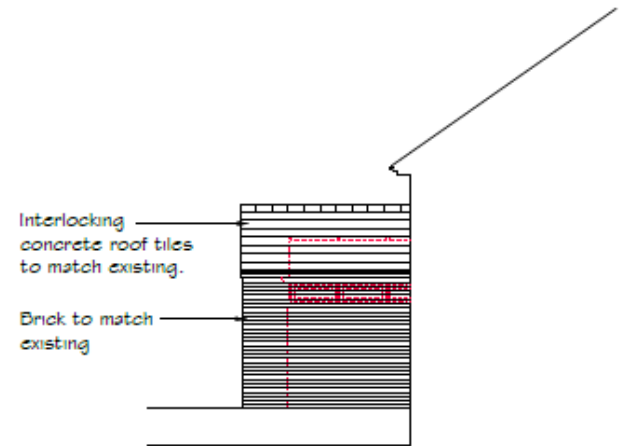 Interlocking
concrete roof tiles
to match existing.
Brick to match
existing